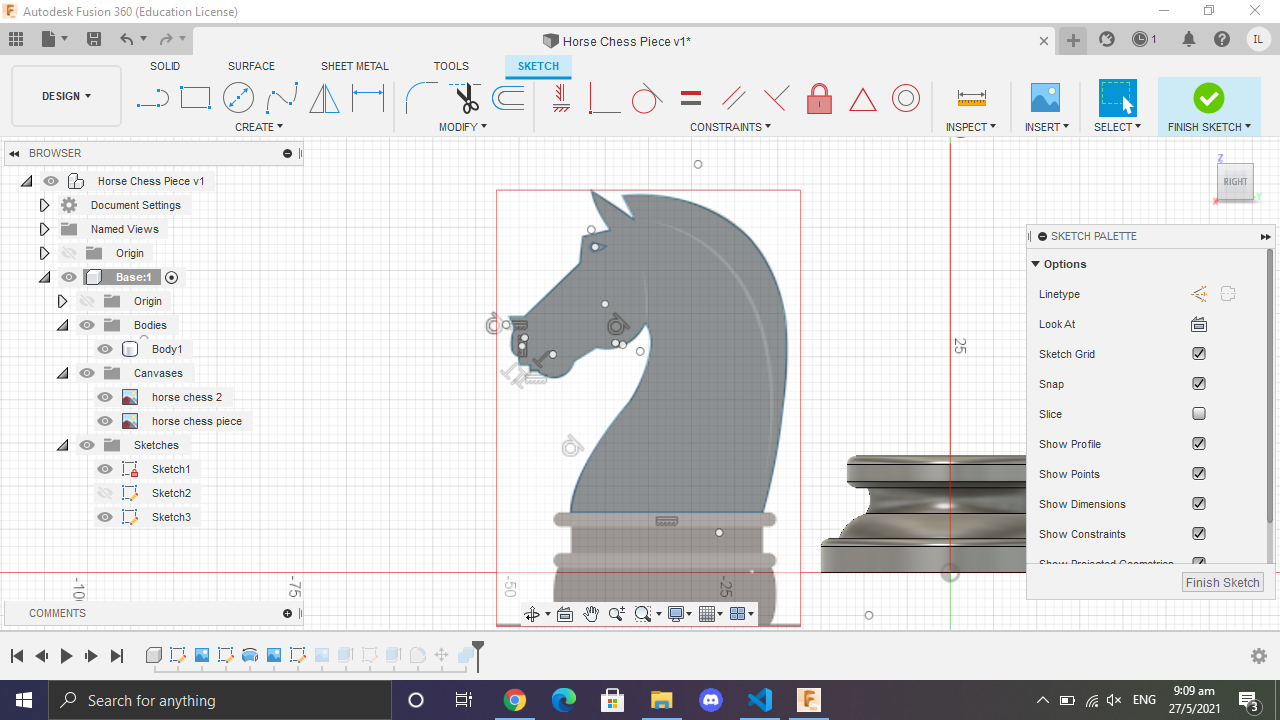 Autodesk Fusion 360 (Education License)
Horse Chess Piece v1*
1
IL
DESIGN
SOLID
SURFACE
SHEET METAL
TOOLS
SKETCH
CREATE
MODIFY
CONSTRAINTS
INSPECT
INSERT
SELECT
FINISH SKETCH
BROWSER
Horse Chess Piece v1
Document Settings
Named Views
Origin
Base:1
Origin
Bodies
Body1
Canvases
horse chess 2
horse chess piece
Sketches
Sketch1
Sketch2
Sketch3
-10
-75
-50
-25
25
Z
RIGHT
X
Y
SKETCH PALETTE
Options
Linetype
Look At
Sketch Grid
Snap
Slice
Show Profile
Show Points
Show Dimensions
Show Constraints
Show Projected Geometries
Finish Sketch
COMMENTS
Search for anything
ENG
9:09 am
27/5/2021
3